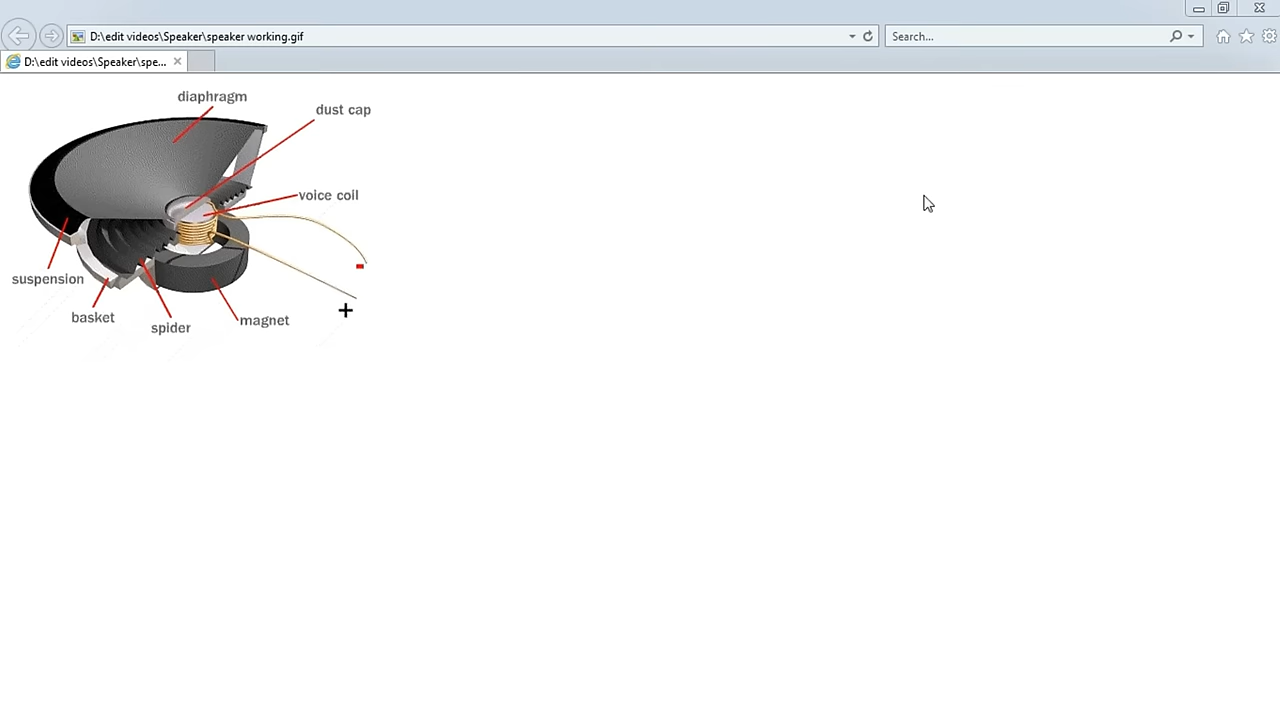 D:\edit videos\Speaker\speaker working.gif
Search...
D:\edit videos\Speaker\spe...
diaphragm
dust cap
voice coil
suspension
basket
spider
magnet
-
+